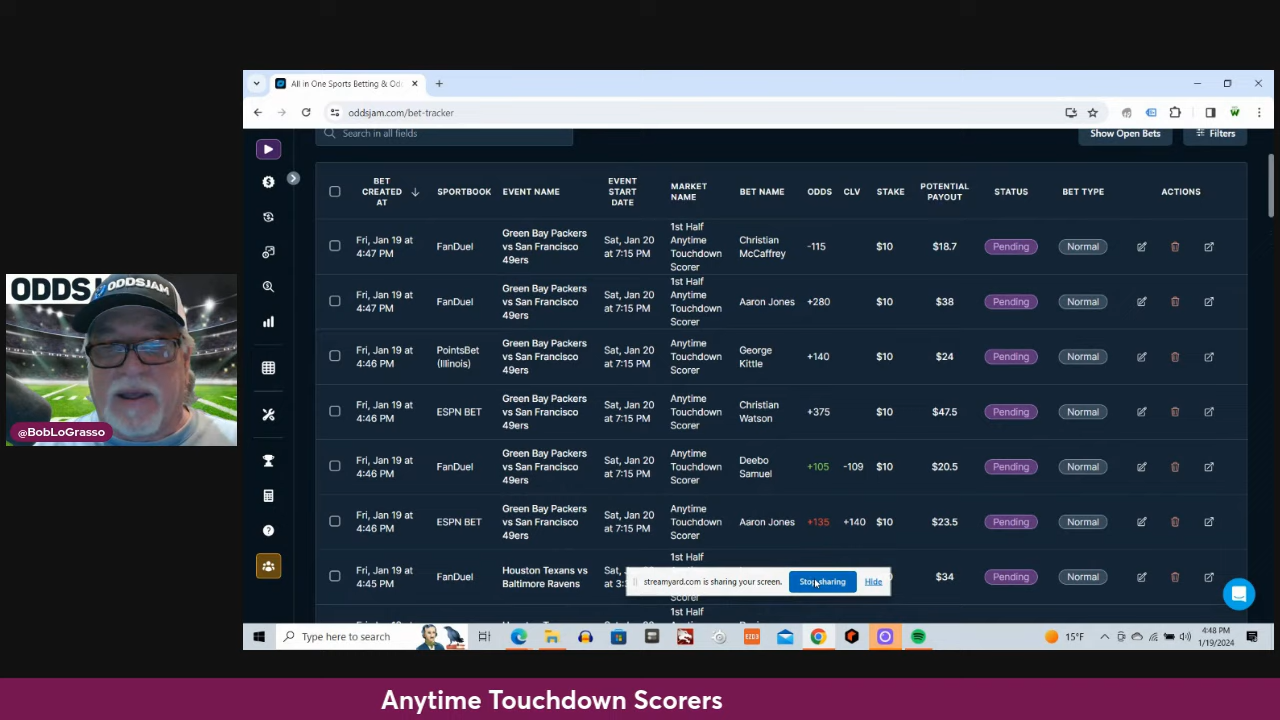 All in One Sports Betting & Od
oddsjam.com/bet-tracker
Search in all fields
Show Open Bets
Filters
BET CREATED AT
SPORTBOOK
EVENT NAME
EVENT START DATE
MARKET NAME
BET NAME
ODDS
CLV
STAKE
POTENTIAL PAYOUT
STATUS
BET TYPE
ACTIONS
Fri, Jan 19 at 4:47 PM FanDuel Green Bay Packers vs San Francisco 49ers Sat, Jan 20 at 7:15 PM 1st Half Anytime Touchdown Scorer Christian McCaffrey -115 $10 $18.7 Pending Normal
Fri, Jan 19 at 4:47 PM FanDuel Green Bay Packers vs San Francisco 49ers Sat, Jan 20 at 7:15 PM 1st Half Anytime Touchdown Scorer Aaron Jones +280 $10 $38 Pending Normal
Fri, Jan 19 at 4:46 PM PointsBet (Illinois) Green Bay Packers vs San Francisco 49ers Sat, Jan 20 at 7:15 PM Anytime Touchdown Scorer George Kittle +140 $10 $24 Pending Normal
Fri, Jan 19 at 4:46 PM ESPN BET Green Bay Packers vs San Francisco 49ers Sat, Jan 20 at 7:15 PM Anytime Touchdown Scorer Christian Watson +375 $10 $47.5 Pending Normal
Fri, Jan 19 at 4:46 PM FanDuel Green Bay Packers vs San Francisco 49ers Sat, Jan 20 at 7:15 PM Anytime Touchdown Scorer Deebo Samuel +105 -109 $10 $20.5 Pending Normal
Fri, Jan 19 at 4:46 PM ESPN BET Green Bay Packers vs San Francisco 49ers Sat, Jan 20 at 7:15 PM Anytime Touchdown Scorer Aaron Jones +135 +140 $10 $23.5 Pending Normal
Fri, Jan 19 at 4:45 PM FanDuel Houston Texans vs Baltimore Ravens Sat, Jan 20 1st Half Scorer $34 Pending Normal
1st Half
streamyard.com is sharing your screen.
Stop sharing
Hide
ODDSJ
ODDSJAM
@BobLoGrasso
Type here to search
15°F
4:48 PM
1/19/2024
Anytime Touchdown Scorers